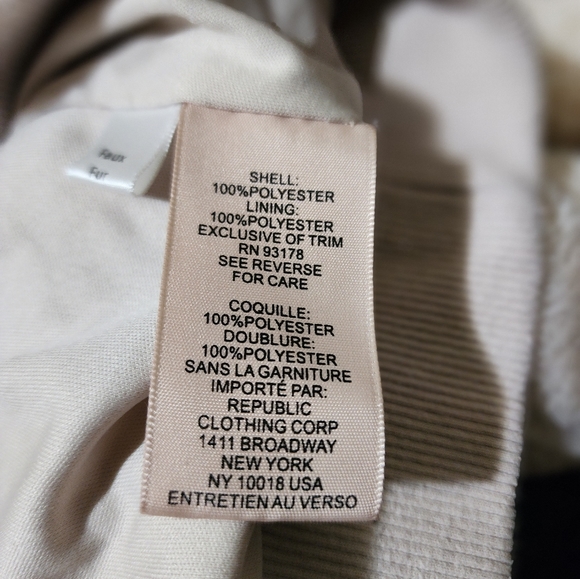 Faux
Fur
SHELL:
100%POLYESTER
LINING:
100%POLYESTER
EXCLUSIVE OF TRIM
RN 93178
SEE REVERSE
FOR CARE
COQUILLE:
100%POLYESTER
DOUBLURE:
100%POLYESTER
SANS LA GARNITURE
IMPORTÉ PAR:
REPUBLIC
CLOTHING CORP
1411 BROADWAY
NEW YORK
NY 10018 USA
ENTRETIEN AU VERSO